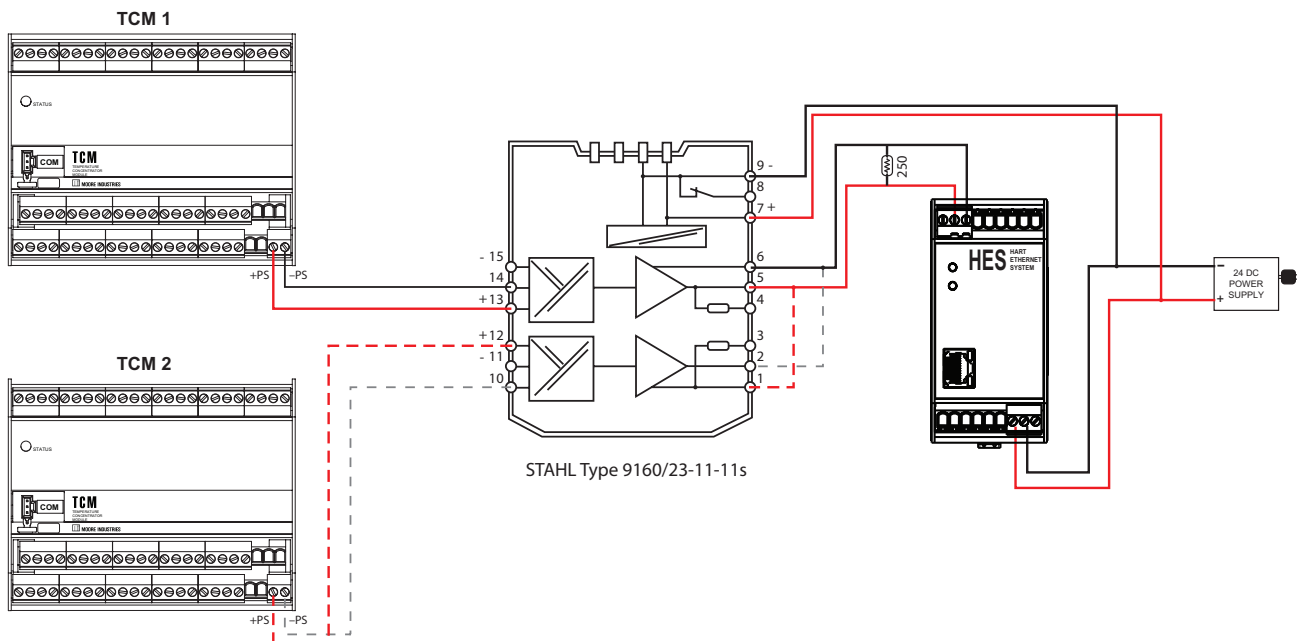 TCM 1
STATUS
COM
TCM
TEMPERATURE
CONCENTRATOR
MODULE
MOORE INDUSTRIES
+PS
–PS
TCM 2
STATUS
COM
TCM
TEMPERATURE
CONCENTRATOR
MODULE
MOORE INDUSTRIES
+PS
–PS
- 15
14
+13
+12
- 11
10
9 -
8
7 +
6
5
4
3
2
1
STAHL Type 9160/23-11-11s
250
HES
HART
ETHERNET
SYSTEM
–
24 DC
POWER
SUPPLY
+